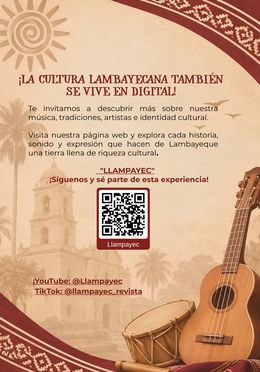 ¡LA CULTURA LAMBAYECANA TAMBIÉN
SE VIVE EN DIGITAL!
Te invitamos a descubrir más sobre nuestra
música, tradiciones, artistas e identidad cultural.
Visita nuestra página web y explora cada historia,
sonido y expresión que hacen de Lambayeque
una tierra llena de riqueza cultural.
"LLAMPAYEC"
¡Síguenos y sé parte de esta experiencia!
Llampayec
¡YouTube: @Llampayec
TikTok: @llampayec_revista